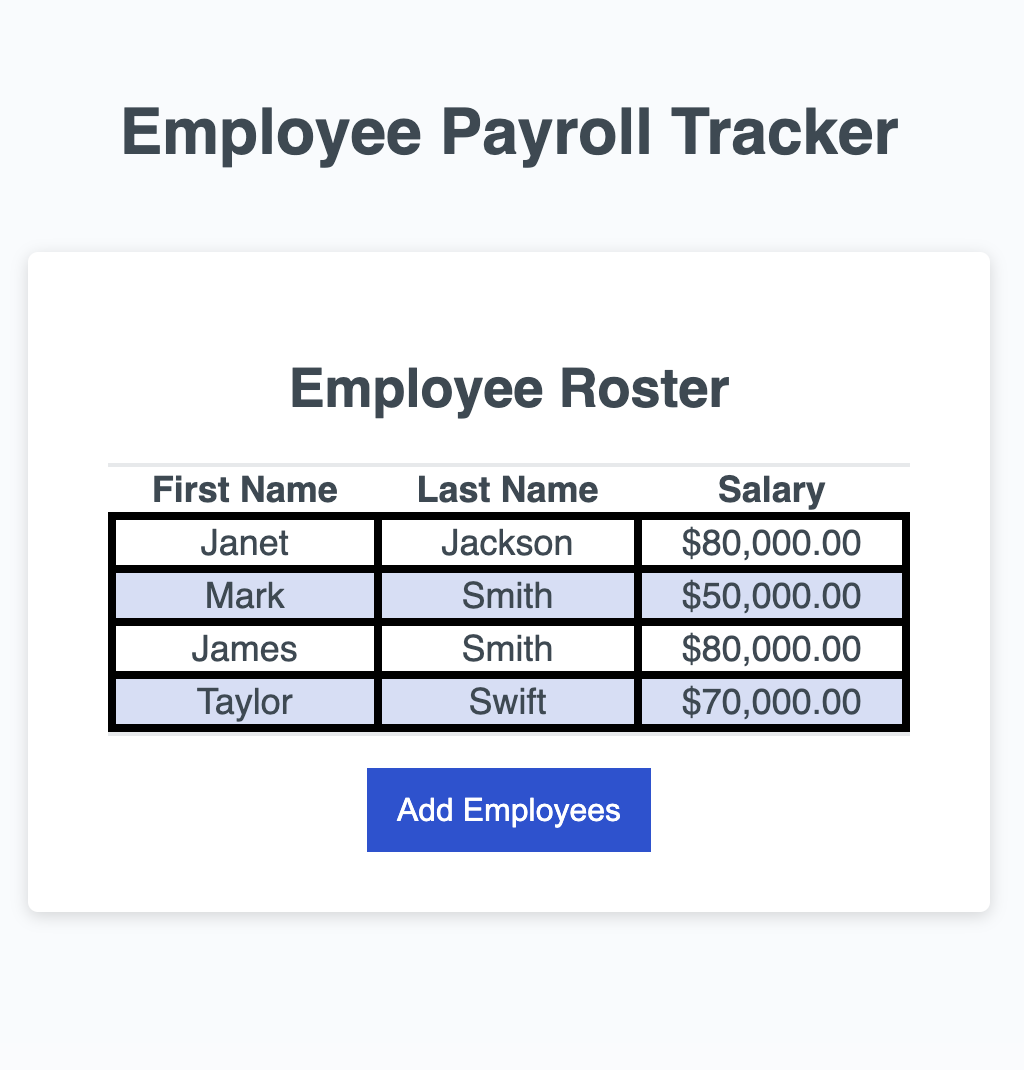 Employee Payroll Tracker
Employee Roster
First Name Last Name Salary
Janet Jackson $80,000.00
Mark Smith $50,000.00
James Smith $80,000.00
Taylor Swift $70,000.00
Add Employees